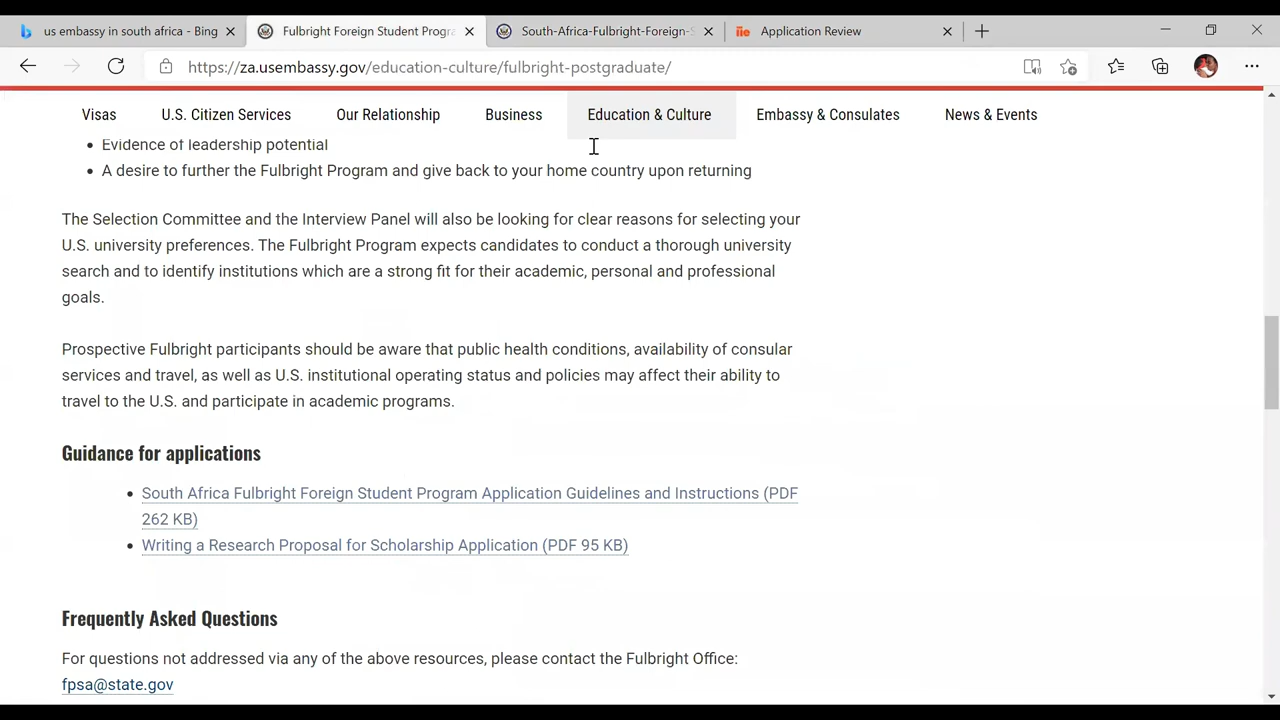 us embassy in south africa - Bing
Fulbright Foreign Student Progra
South-Africa-Fulbright-Foreign-S
iie Application Review
https://za.usembassy.gov/education-culture/fulbright-postgraduate/
Visas U.S. Citizen Services Our Relationship Business Education & Culture Embassy & Consulates News & Events
• Evidence of leadership potential
• A desire to further the Fulbright Program and give back to your home country upon returning
The Selection Committee and the Interview Panel will also be looking for clear reasons for selecting your
U.S. university preferences. The Fulbright Program expects candidates to conduct a thorough university
search and to identify institutions which are a strong fit for their academic, personal and professional
goals.
Prospective Fulbright participants should be aware that public health conditions, availability of consular
services and travel, as well as U.S. institutional operating status and policies may affect their ability to
travel to the U.S. and participate in academic programs.
Guidance for applications
• South Africa Fulbright Foreign Student Program Application Guidelines and Instructions (PDF
262 KB)
• Writing a Research Proposal for Scholarship Application (PDF 95 KB)
Frequently Asked Questions
For questions not addressed via any of the above resources, please contact the Fulbright Office:
fpsa@state.gov